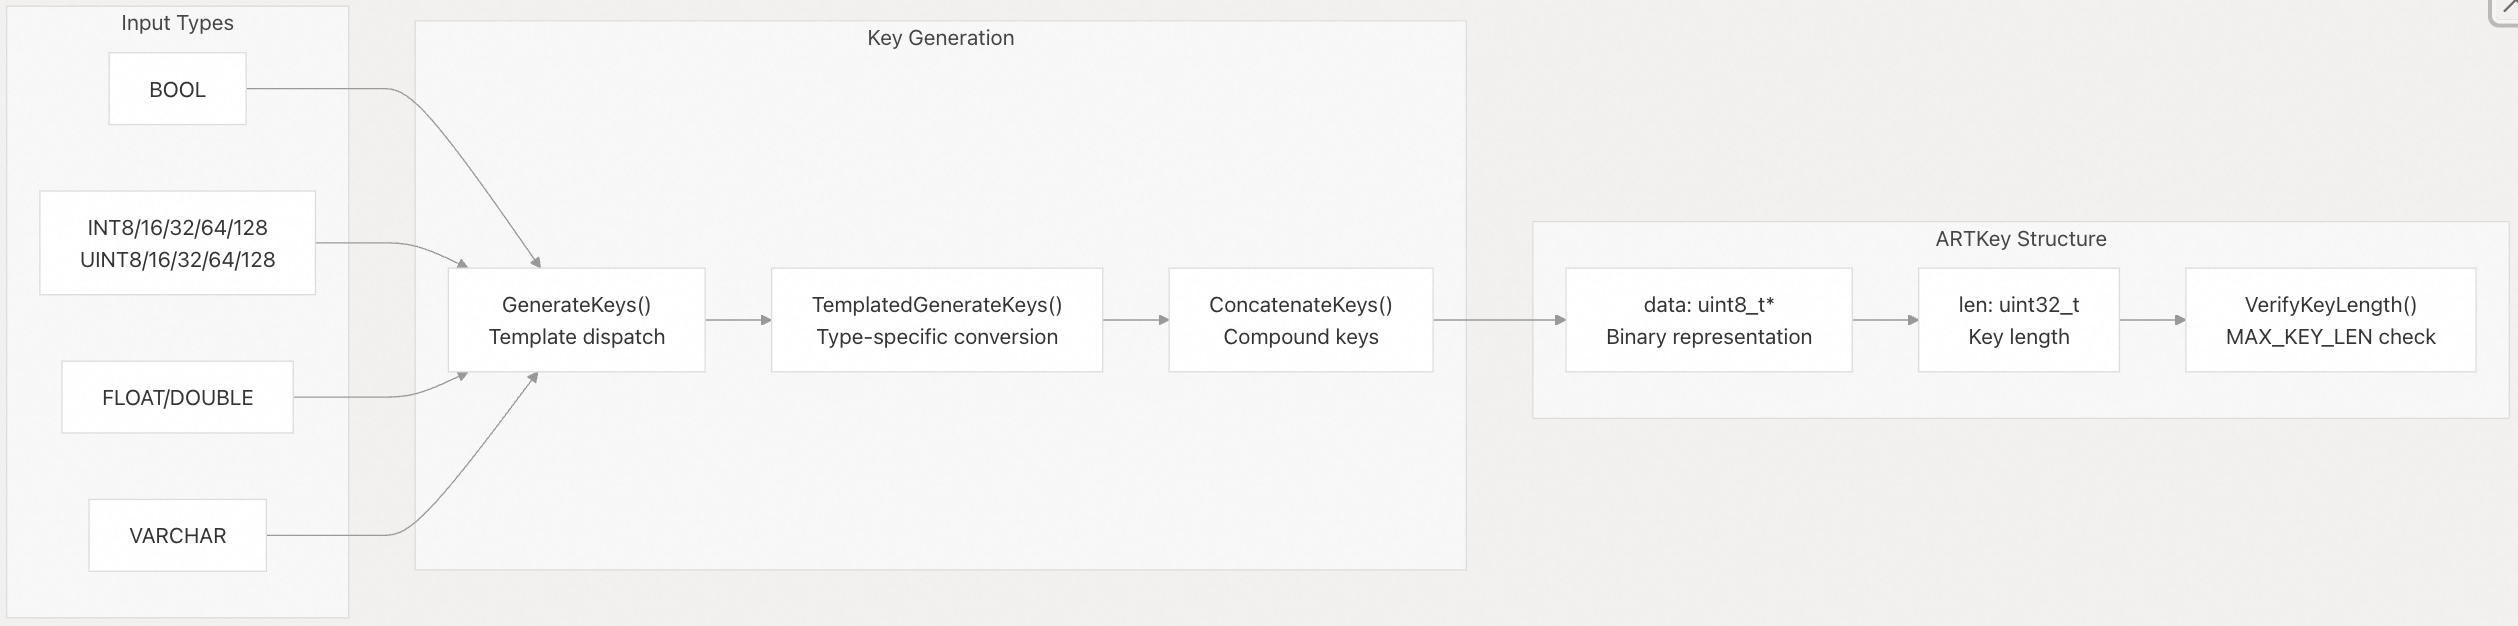 Input Types
BOOL
INT8/16/32/64/128
UINT8/16/32/64/128
FLOAT/DOUBLE
VARCHAR
Key Generation
GenerateKeys()
Template dispatch
TemplatedGenerateKeys()
Type-specific conversion
ConcatenateKeys()
Compound keys
ARTKey Structure
data: uint8_t*
Binary representation
len: uint32_t
Key length
VerifyKeyLength()
MAX_KEY_LEN check